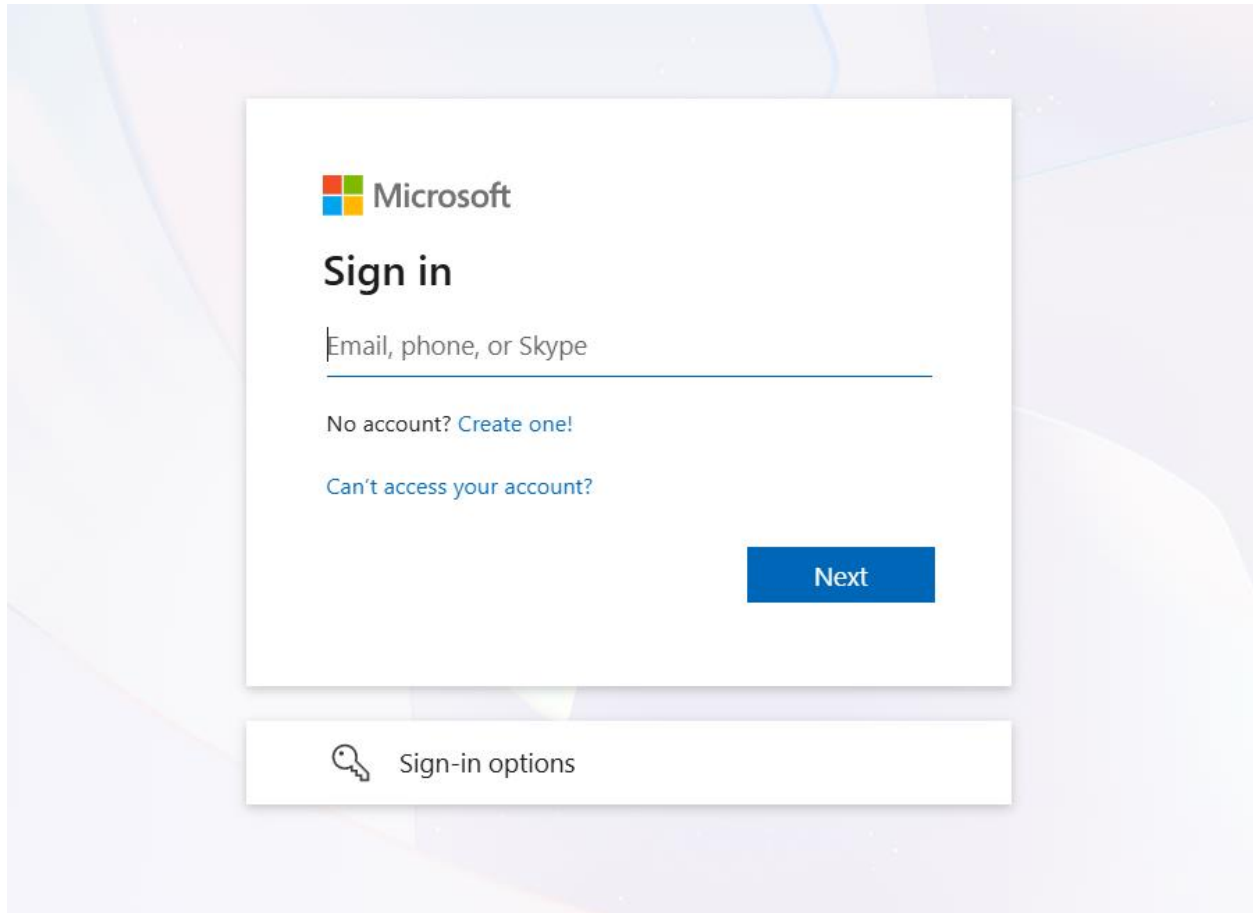 Microsoft
Sign in
Email, phone, or Skype
No account? Create one!
Can't access your account?
Next
Sign-in options